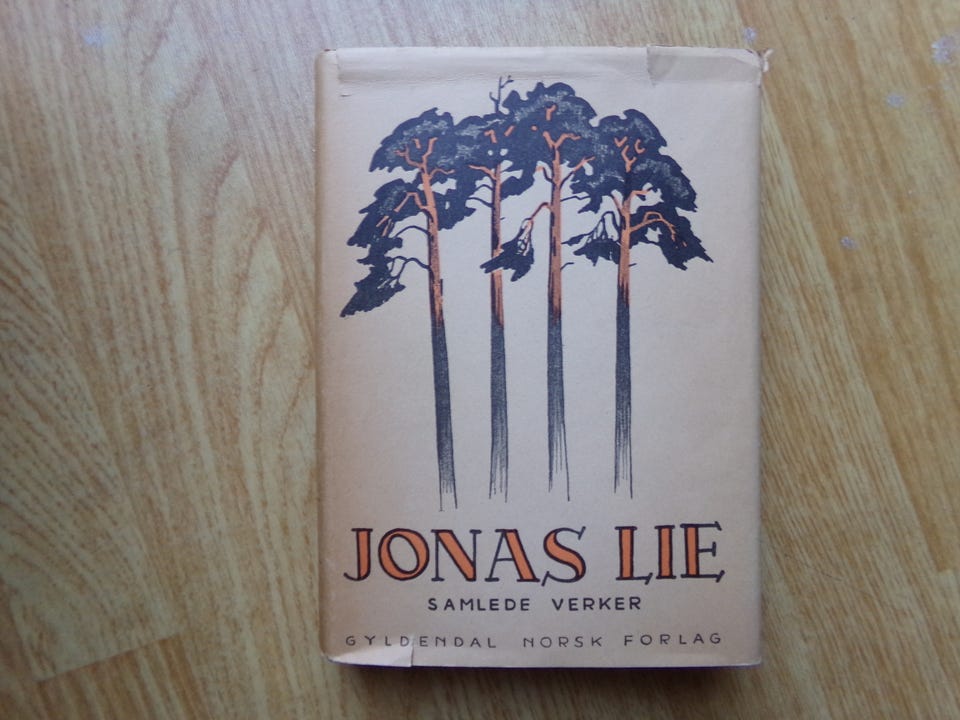 JONAS LIE
SAMLEDE VERKER
GYLDENDAL NORSK FORLAG